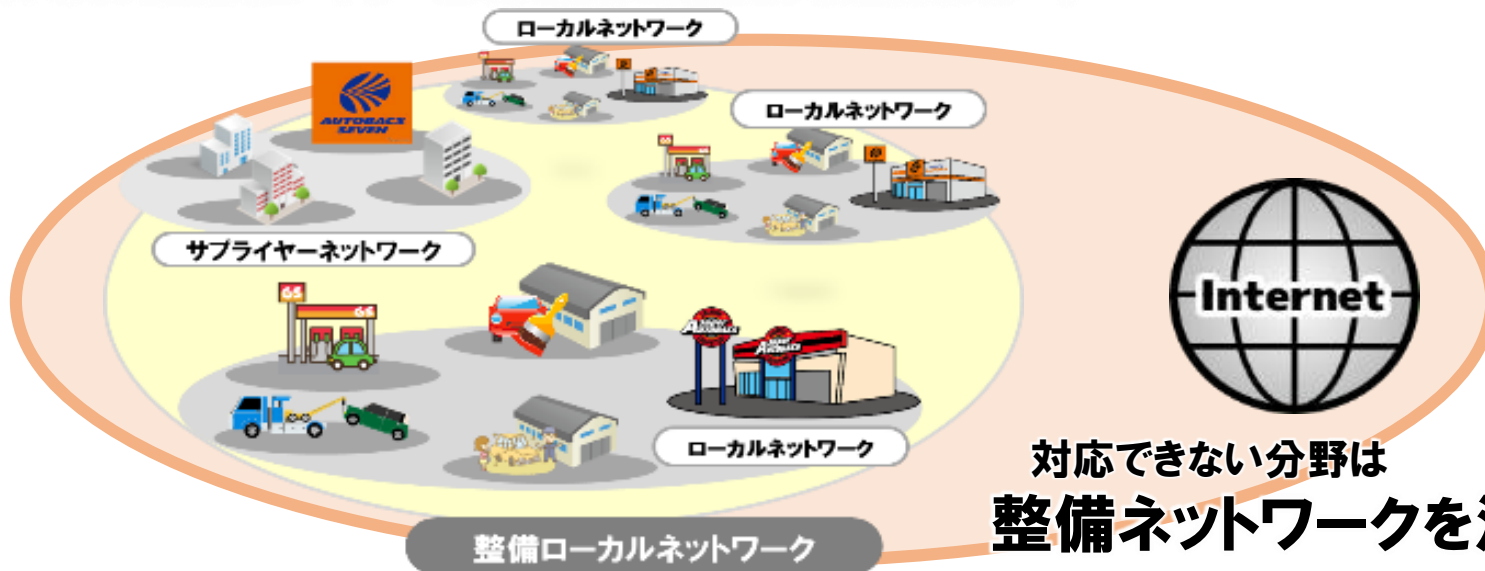 ローカルネットワーク
AUTOBACS
SEVEN
ローカルネットワーク
GS
サプライヤーネットワーク
GS
GS
Internet
ローカルネットワーク
対応できない分野は
整備ネットワークを
整備ローカルネットワーク